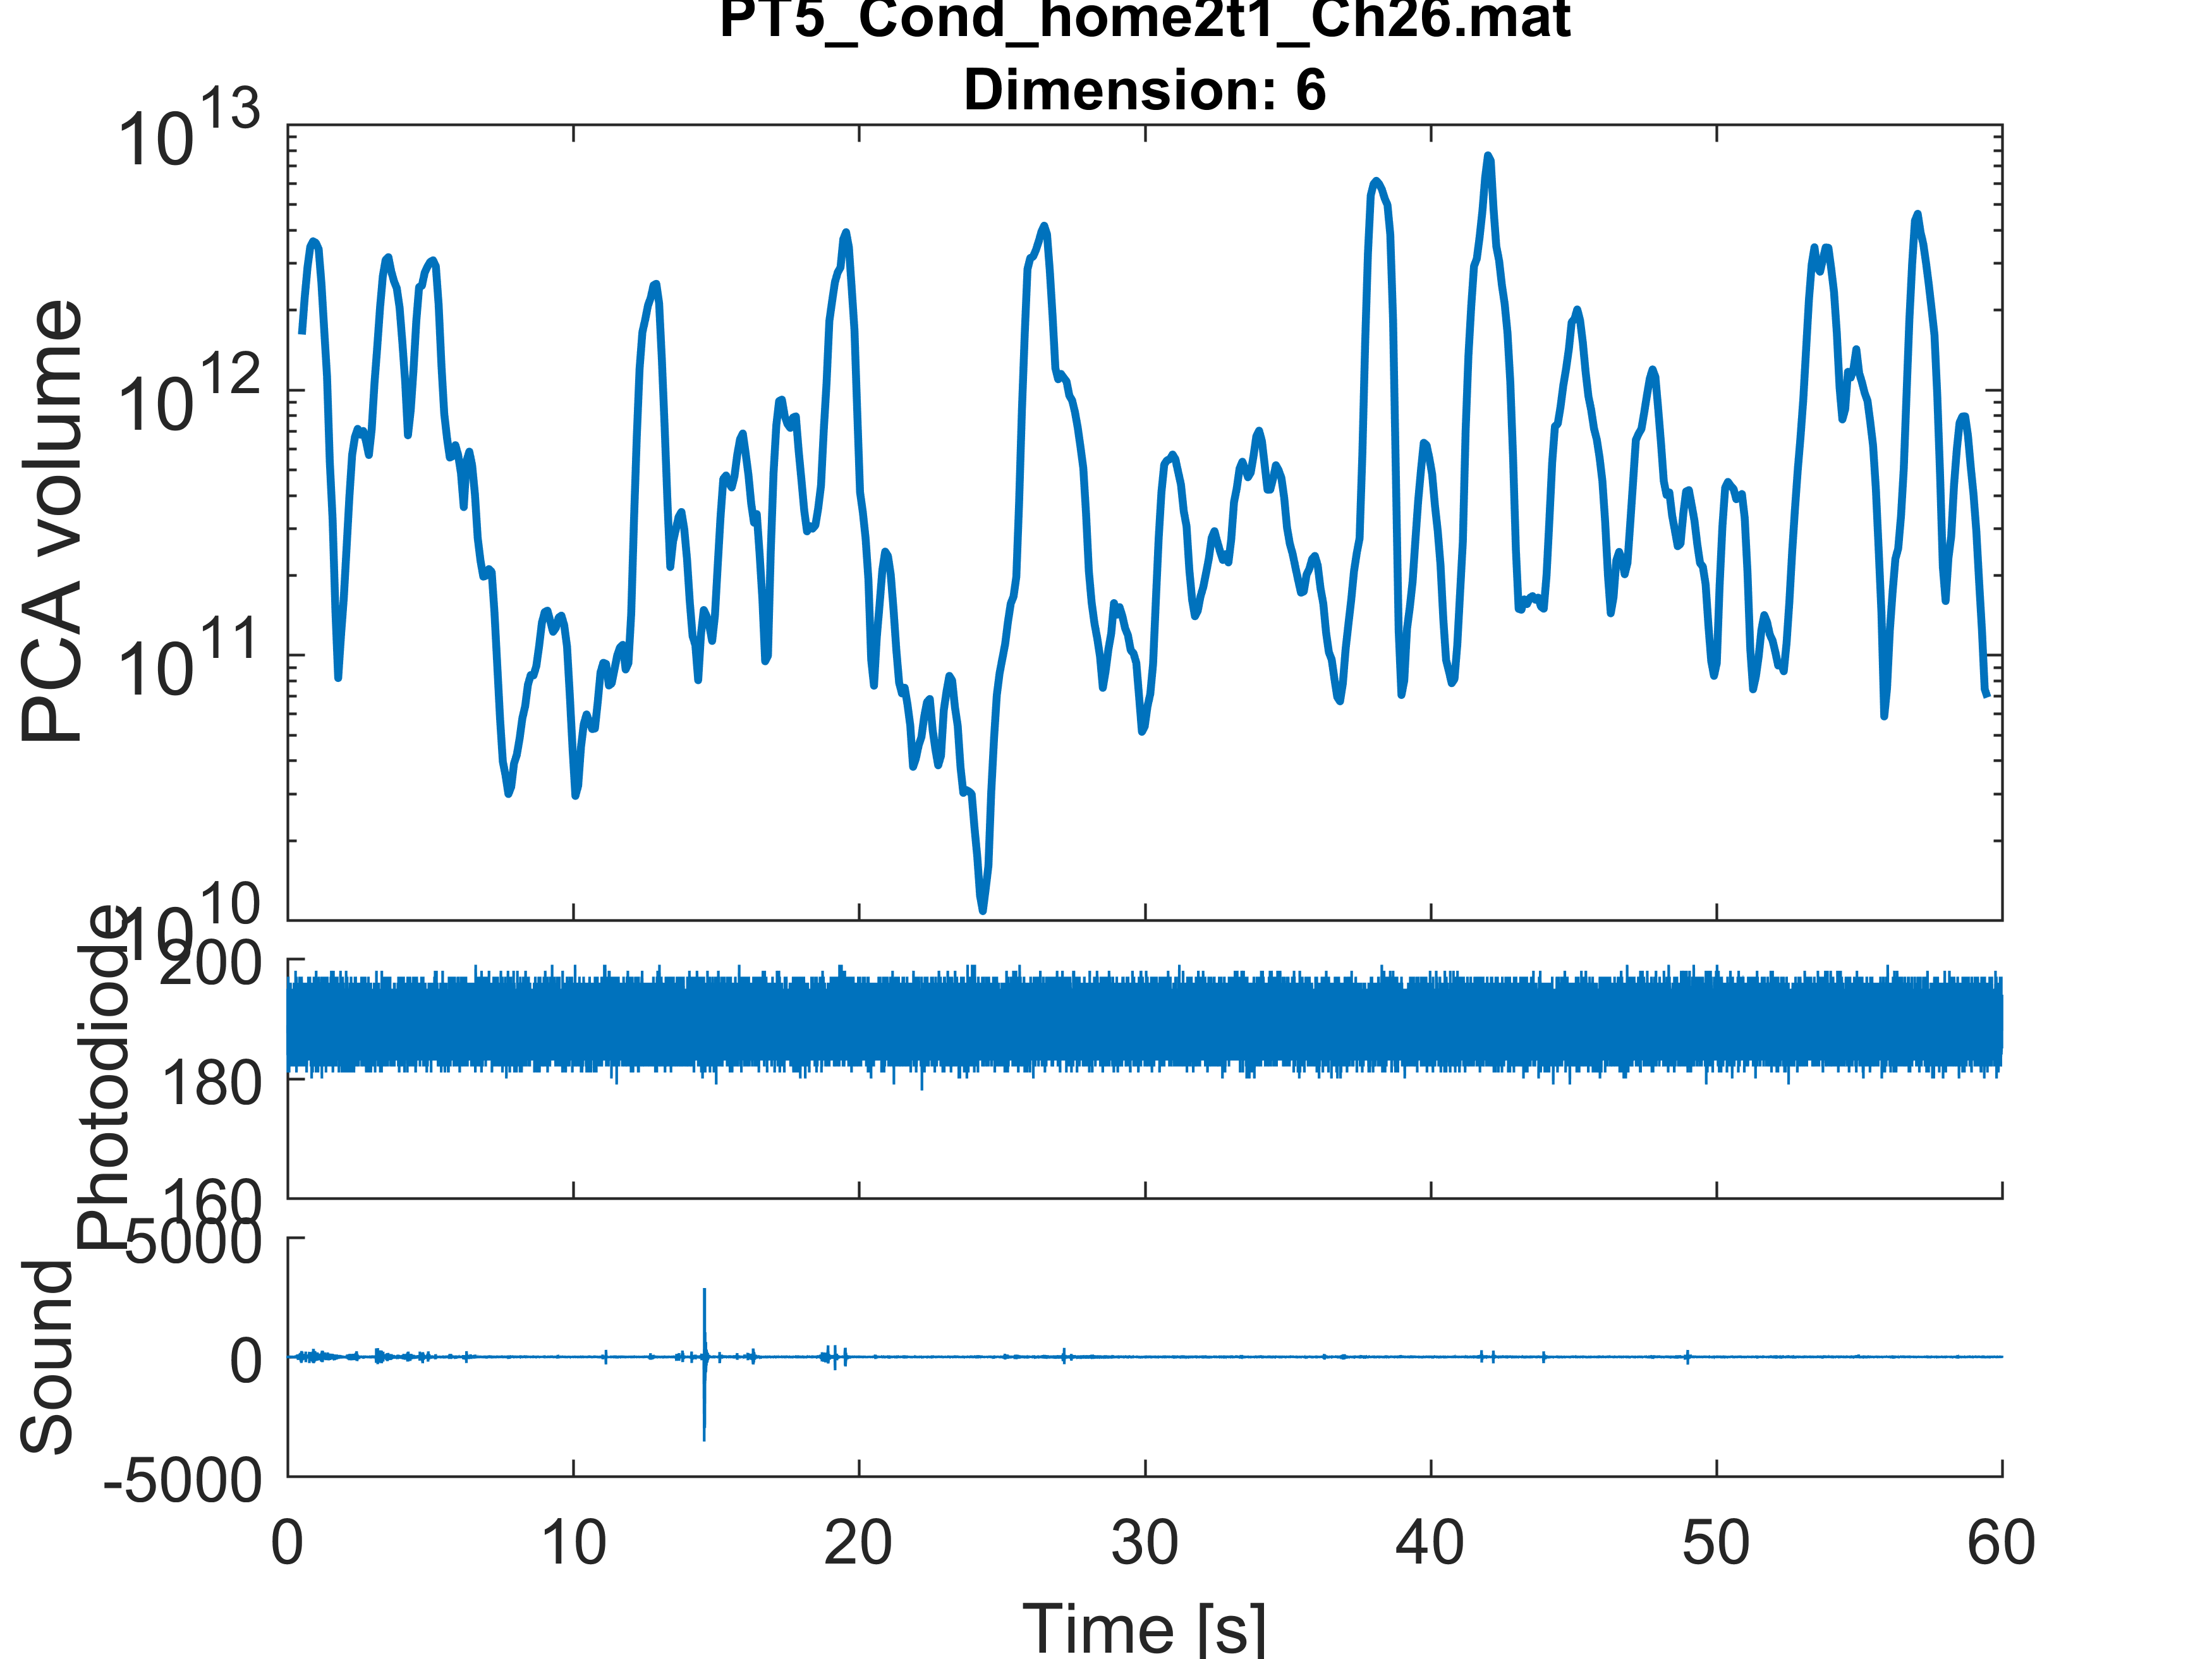 PT5_Cond_home2t1_Ch26.mat
Dimension: 6
PCA volume
10^13
10^12
10^11
10^10
Photodiode
200
180
160
Sound
5000
0
-5000
0 10 20 30 40 50 60
Time [s]